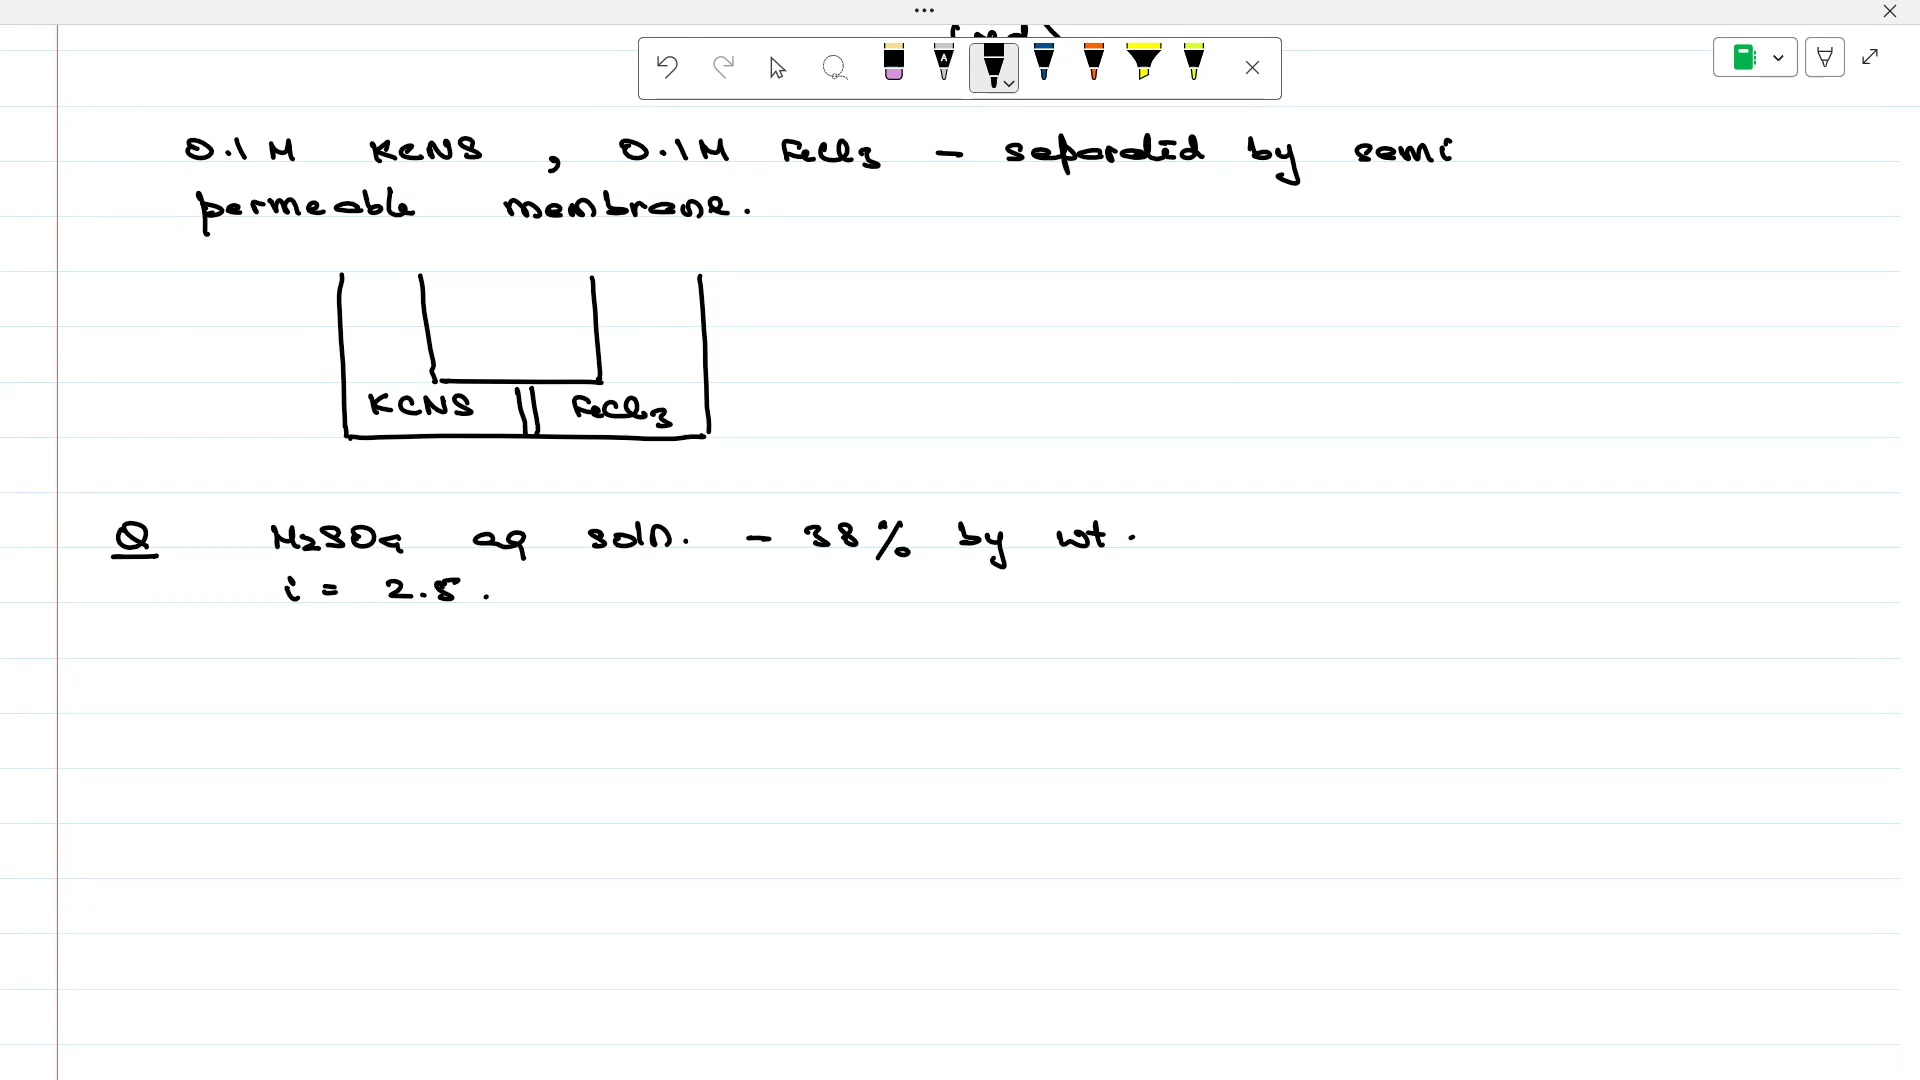 0.1 M KCNS , 0.1M FeCl3 - separated by semi
permeable membrane.
KCNS FeCl3
Q H2SO4 aq soln. - 38 % by wt.
i = 2.5 .